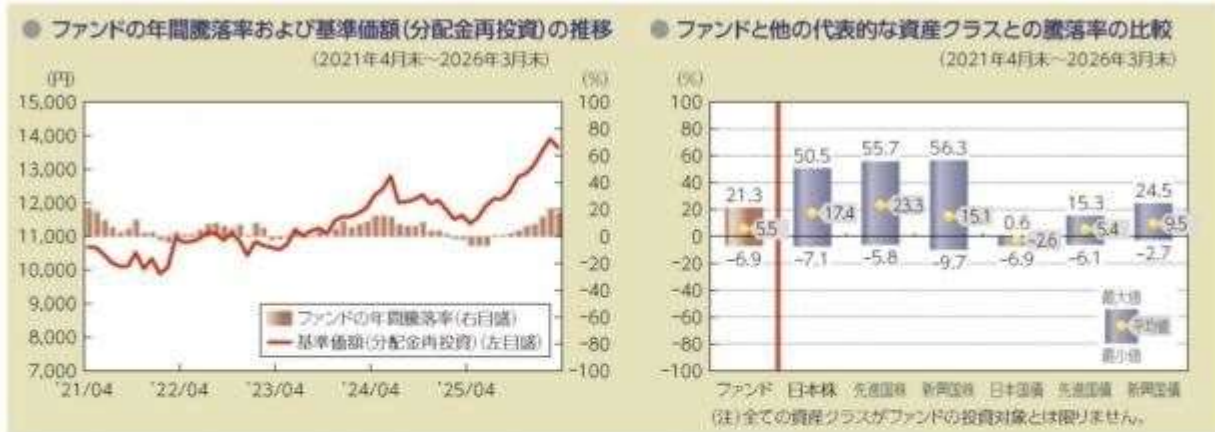 ● ファンドの年間騰落率および基準価額(分配金再投資)の推移
(2021年4月末～2026年3月末)
(円)
(%)
15,000
14,000
13,000
12,000
11,000
10,000
9,000
8,000
7,000
100
80
60
40
20
0
-20
-40
-60
-80
-100
ファンドの年間騰落率(右目盛)
基準価額(分配金再投資)(左目盛)
'21/04 '22/04 '23/04 '24/04 '25/04
● ファンドと他の代表的な資産クラスとの騰落率の比較
(2021年4月末～2026年3月末)
(%)
100
80
60
40
20
0
-20
-40
-60
-80
-100
21.3 50.5 55.7 56.3 0.6 15.3 24.5
5.5 17.4 23.3 15.1 -2.6 5.4 9.5
-6.9 -7.1 -5.8 -9.7 -6.9 -6.1 -2.7
最大値
平均値
最小値
ファンド 日本株 先進国株 新興国株 日本国債 先進国債 新興国債
(注)全ての資産クラスがファンドの投資対象とは限りません。